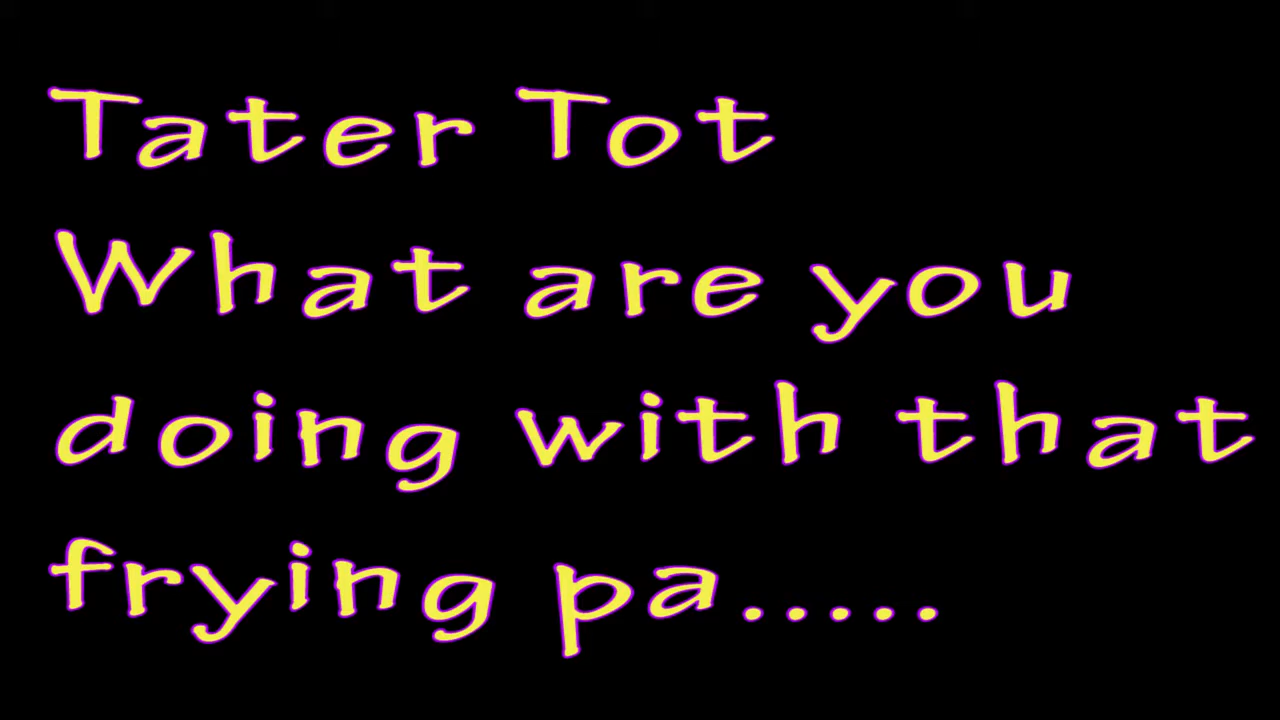 Tater Tot
What are you
doing with that
frying pa.....